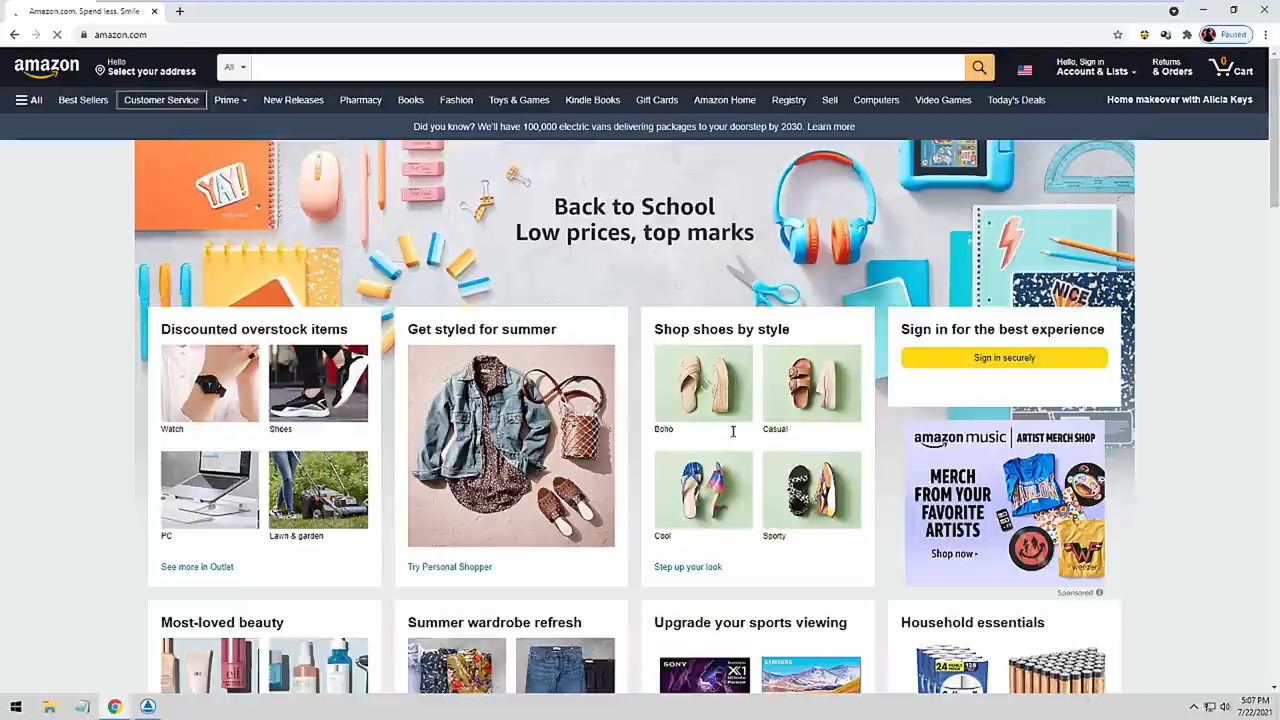 Amazon.com. Spend less. Smile
amazon.com
Paused
amazon
Hello
Select your address
All
Hello, Sign in
Account & Lists
Returns
& Orders
0
Cart
All
Best Sellers
Customer Service
Prime
New Releases
Pharmacy
Books
Fashion
Toys & Games
Kindle Books
Gift Cards
Amazon Home
Registry
Sell
Computers
Video Games
Today's Deals
Home makeover with Alicia Keys
Did you know? We'll have 100,000 electric vans delivering packages to your doorstep by 2030. Learn more
YAY!
Back to School
Low prices, top marks
NICE
Discounted overstock items
Watch
Shoes
PC
Lawn & garden
See more in Outlet
Get styled for summer
Try Personal Shopper
Shop shoes by style
Boho
Casual
Cool
Sporty
Step up your look
Sign in for the best experience
Sign in securely
amazon music
ARTIST MERCH SHOP
MERCH
FROM YOUR
FAVORITE
ARTISTS
Shop now
weezer
Sponsored
Most-loved beauty
Summer wardrobe refresh
Upgrade your sports viewing
SONY
X1
SAMSUNG
Household essentials
24
128
5:07 PM
7/22/2021